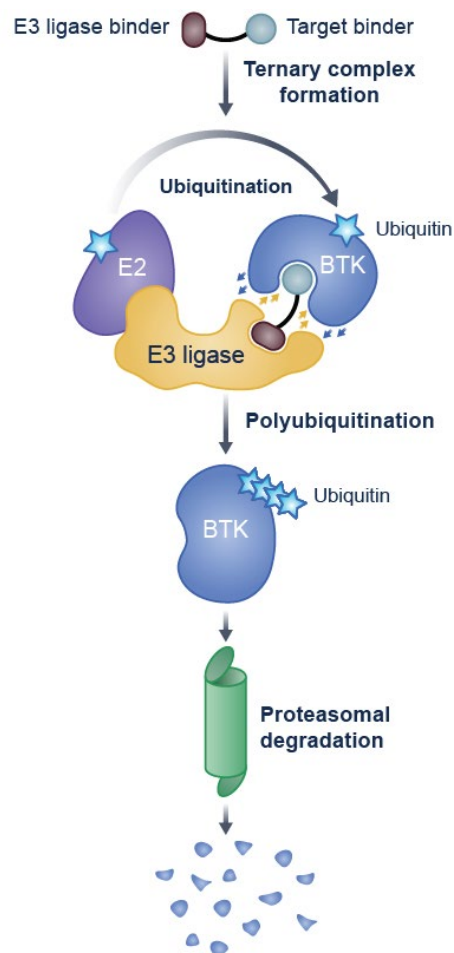 E3 ligase binder
Target binder
Ternary complex
formation
Ubiquitination
Ubiquitin
E2
BTK
E3 ligase
Polyubiquitination
Ubiquitin
BTK
Proteasomal
degradation